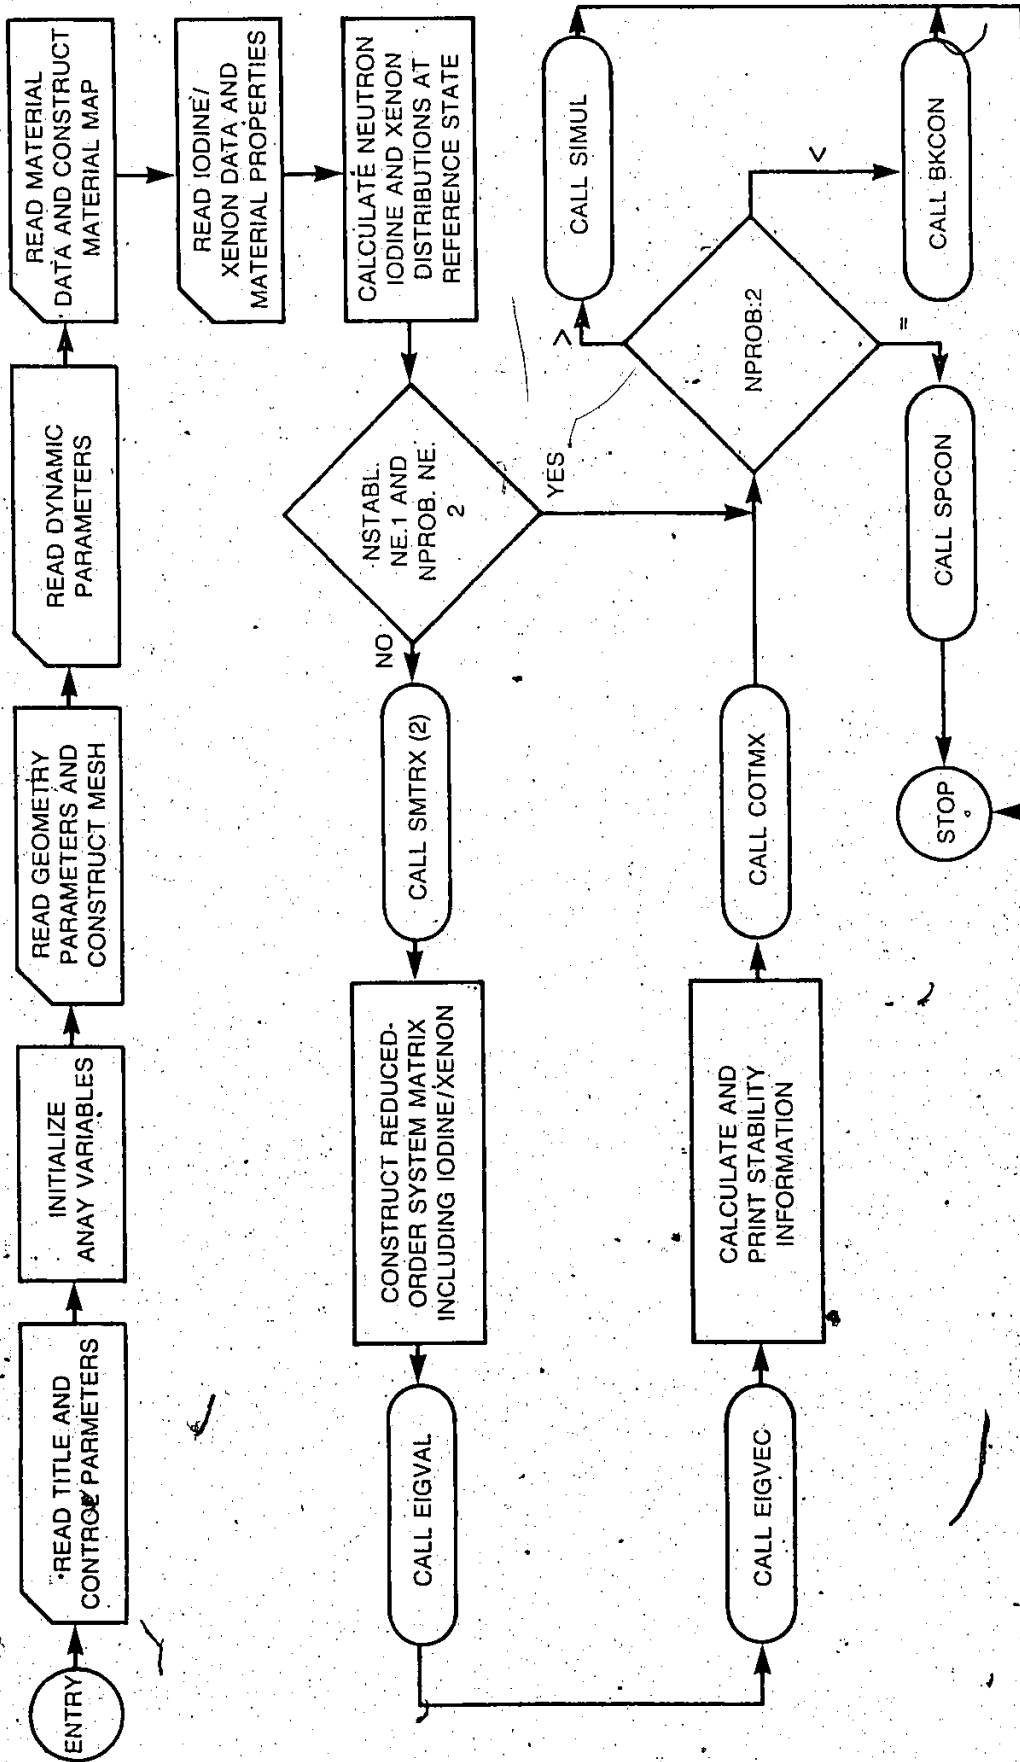 ENTRY
READ TITLE AND
CONTROL PARMETERS
INITIALIZE
ANAY VARIABLES
READ GEOMETRY
PARAMETERS AND
CONSTRUCT MESH
READ DYNAMIC
PARAMETERS
READ MATERIAL
DATA AND CONSTRUCT
MATERIAL MAP
READ IODINE/
XENON DATA AND
MATERIAL PROPERTIES
CALCULATE NEUTRON
IODINE AND XENON
DISTRIBUTIONS AT
REFERENCE STATE
NSTABL.
NE.1 AND
NPROB. NE.
2
NO
YES
CALL SMTRX (2)
CONSTRUCT REDUCED-
ORDER SYSTEM MATRIX
INCLUDING IODINE/XENON
CALL EIGVAL
CALL EIGVEC
CALCULATE AND
PRINT STABILITY
INFORMATION
CALL COTMX
NPROB:2
>
<
=
CALL SIMUL
CALL BKCON
CALL SPCON
STOP